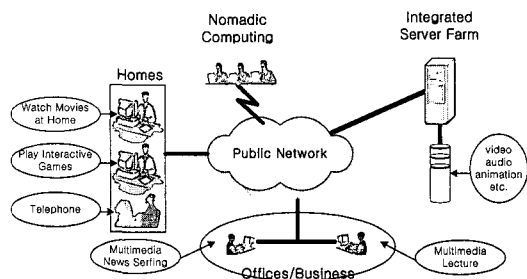 Nomadic
Computing
Integrated
Server Farm
Homes
Watch Movies
at Home
Play Interactive
Games
Telephone
Public Network
video
audio
animation
etc.
Multimedia
News Serfing
Multimedia
Lecture
Offices/Business